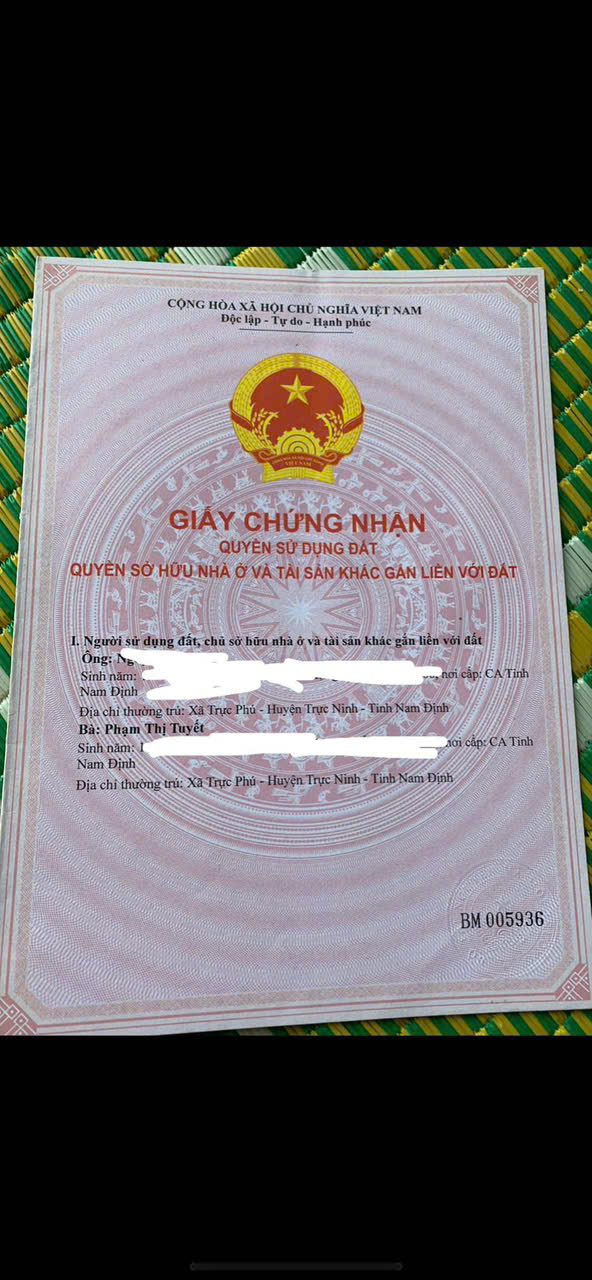 CỘNG HÒA XÃ HỘI CHỦ NGHĨA VIỆT NAM
Độc lập - Tự do - Hạnh phúc
VIỆT NAM
GIẤY CHỨNG NHẬN
QUYỀN SỬ DỤNG ĐẤT
QUYỀN SỞ HỮU NHÀ Ở VÀ TÀI SẢN KHÁC GẮN LIỀN VỚI ĐẤT
I. Người sử dụng đất, chủ sở hữu nhà ở và tài sản khác gắn liền với đất
Ông:
Sinh năm: nơi cấp: CA Tỉnh
Nam Định
Địa chỉ thường trú: Xã Trực Phú - Huyện Trực Ninh - Tỉnh Nam Định
Bà: Phạm Thị Tuyết
Sinh năm: nơi cấp: CA Tỉnh
Nam Định
Địa chỉ thường trú: Xã Trực Phú - Huyện Trực Ninh - Tỉnh Nam Định
BM 005936